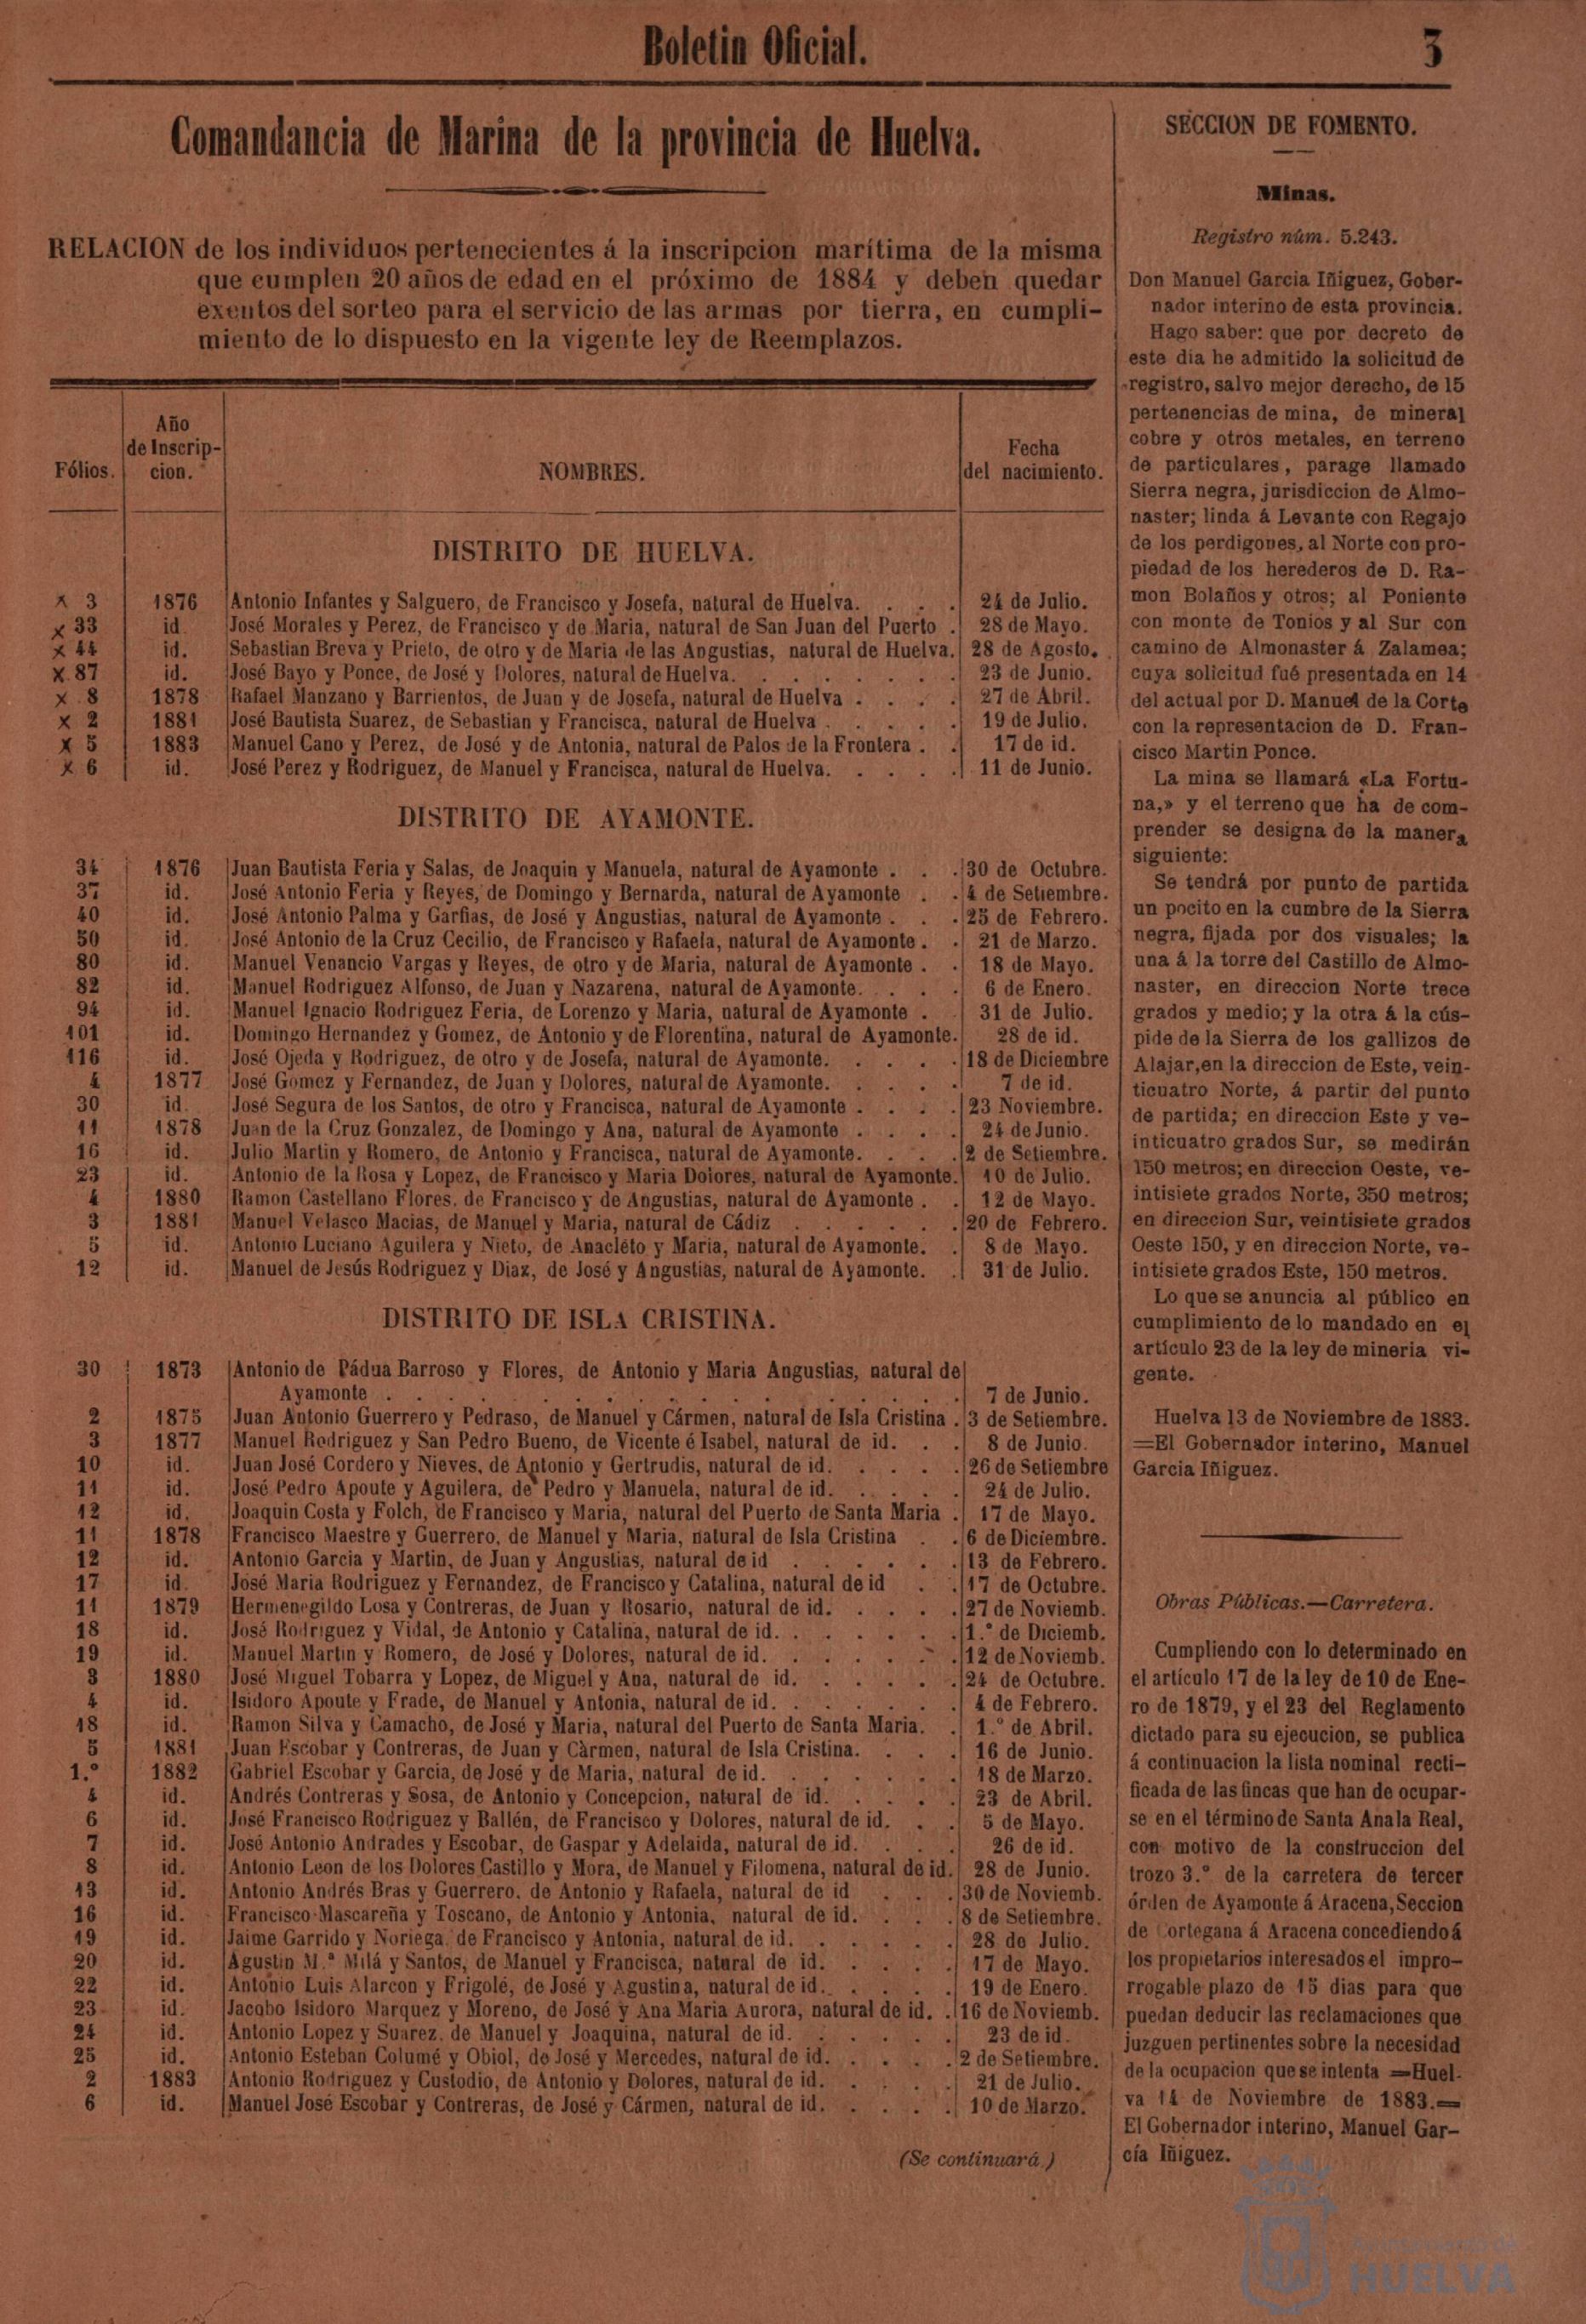 Boletin Oficial.
3
Comandancia de Marina de la provincia de Huelva.
RELACION de los individuos pertenecientes á la inscripcion marítima de la misma
que cumplen 20 años de edad en el próximo de 1884 y deben quedar
exentos del sorteo para el servicio de las armas por tierra, en cumpli-
miento de lo dispuesto en la vigente ley de Reemplazos.
Fólios. Año de Inscrip-cion. NOMBRES. Fecha del nacimiento.
DISTRITO DE HUELVA.
x 3 1876 Antonio Infantes y Salguero, de Francisco y Josefa, natural de Huelva. . . . 24 de Julio.
x 33 id. José Morales y Perez, de Francisco y de Maria, natural de San Juan del Puerto . 28 de Mayo.
x 44 id. Sebastian Breva y Prieto, de otro y de Maria de las Angustias, natural de Huelva. 28 de Agosto.
x 87 id. José Bayo y Ponce, de José y Dolores, natural de Huelva. . . . . . . 23 de Junio.
x 8 1878 Rafael Manzano y Barrientos, de Juan y de Josefa, natural de Huelva . . . . 27 de Abril.
x 2 1881 José Bautista Suarez, de Sebastian y Francisca, natural de Huelva . . . . . 19 de Julio.
x 5 1883 Manuel Cano y Perez, de José y de Antonia, natural de Palos de la Frontera . . 17 de id.
x 6 id. José Perez y Rodriguez, de Manuel y Francisca, natural de Huelva. . . . . 11 de Junio.
DISTRITO DE AYAMONTE.
34 1876 Juan Bautista Feria y Salas, de Joaquin y Manuela, natural de Ayamonte . . . 30 de Octubre.
37 id. José Antonio Feria y Reyes, de Domingo y Bernarda, natural de Ayamonte . . 4 de Setiembre.
40 id. José Antonio Palma y Garfias, de José y Angustias, natural de Ayamonte . . . 25 de Febrero.
50 id. José Antonio de la Cruz Cecilio, de Francisco y Rafaela, natural de Ayamonte . . 21 de Marzo.
80 id. Manuel Venancio Vargas y Reyes, de otro y de Maria, natural de Ayamonte . . 18 de Mayo.
82 id. Manuel Rodriguez Alfonso, de Juan y Nazarena, natural de Ayamonte. . . . . 6 de Enero.
94 id. Manuel Ignacio Rodriguez Feria, de Lorenzo y Maria, natural de Ayamonte . . 31 de Julio.
101 id. Domingo Hernandez y Gomez, de Antonio y de Florentina, natural de Ayamonte. 28 de id.
116 id. José Ojeda y Rodriguez, de otro y de Josefa, natural de Ayamonte. . . . . 18 de Diciembre
4 1877 José Gomez y Fernandez, de Juan y Dolores, natural de Ayamonte. . . . . 7 de id.
30 id. José Segura de los Santos, de otro y Francisca, natural de Ayamonte . . . . 23 Noviembre.
11 1878 Juan de la Cruz Gonzalez, de Domingo y Ana, natural de Ayamonte . . . . . 24 de Junio.
16 id. Julio Martin y Romero, de Antonio y Francisca, natural de Ayamonte. . . . 2 de Setiembre.
23 id. Antonio de la Rosa y Lopez, de Francisco y Maria Dolores, natural de Ayamonte. 10 de Julio.
4 1880 Ramon Castellano Flores, de Francisco y de Angustias, natural de Ayamonte . . 12 de Mayo.
3 1881 Manuel Velasco Macias, de Manuel y Maria, natural de Cádiz . . . . . . 20 de Febrero.
5 id. Antonio Luciano Aguilera y Nieto, de Anacléto y Maria, natural de Ayamonte. . 8 de Mayo.
12 id. Manuel de Jesús Rodriguez y Diaz, de José y Angustias, natural de Ayamonte. . 31 de Julio.
DISTRITO DE ISLA CRISTINA.
30 1873 Antonio de Pádua Barroso y Flores, de Antonio y Maria Angustias, natural de
Ayamonte . . . . . . . . . . 7 de Junio.
2 1875 Juan Antonio Guerrero y Pedraso, de Manuel y Cármen, natural de Isla Cristina . 3 de Setiembre.
3 1877 Manuel Rodriguez y San Pedro Bueno, de Vicente é Isabel, natural de id. . . 8 de Junio.
10 id. Juan José Cordero y Nieves, de Antonio y Gertrudis, natural de id. . . . . 26 de Setiembre
11 id. José Pedro Apoute y Aguilera, de Pedro y Manuela, natural de id. . . . . 24 de Julio.
12 id. Joaquin Costa y Folch, de Francisco y Maria, natural del Puerto de Santa Maria . 17 de Mayo.
11 1878 Francisco Maestre y Guerrero, de Manuel y Maria, natural de Isla Cristina . . 6 de Diciembre.
12 id. Antonio Garcia y Martin, de Juan y Angustias, natural de id . . . . . . 13 de Febrero.
17 id. José Maria Rodriguez y Fernandez, de Francisco y Catalina, natural de id . . 17 de Octubre.
11 1879 Hermenegildo Losa y Contreras, de Juan y Rosario, natural de id. . . . . 27 de Noviemb.
18 id. José Rodriguez y Vidal, de Antonio y Catalina, natural de id. . . . . . . 1.º de Diciemb.
19 id. Manuel Martin y Romero, de José y Dolores, natural de id. . . . . . . 12 de Noviemb.
3 1880 José Miguel Tobarra y Lopez, de Miguel y Ana, natural de id. . . . . . 24 de Octubre.
4 id. Isidoro Apoute y Frade, de Manuel y Antonia, natural de id. . . . . . . 4 de Febrero.
18 id. Ramon Silva y Camacho, de José y Maria, natural del Puerto de Santa Maria. . 1.º de Abril.
5 1881 Juan Escobar y Contreras, de Juan y Càrmen, natural de Isla Cristina. . . . 16 de Junio.
1.º 1882 Gabriel Escobar y Garcia, de José y de Maria, natural de id. . . . . . . 18 de Marzo.
4 id. Andrés Contreras y Sosa, de Antonio y Concepcion, natural de id. . . . . 23 de Abril.
6 id. José Francisco Rodriguez y Ballén, de Francisco y Dolores, natural de id. . . 5 de Mayo.
7 id. José Antonio Andrades y Escobar, de Gaspar y Adelaida, natural de id. . . . 26 de id.
8 id. Antonio Leon de los Dolores Castillo y Mora, de Manuel y Filomena, natural de id. 28 de Junio.
13 id. Antonio Andrés Bras y Guerrero, de Antonio y Rafaela, natural de id . . . 30 de Noviemb.
16 id. Francisco Mascareña y Toscano, de Antonio y Antonia, natural de id. . . . 8 de Setiembre.
19 id. Jaime Garrido y Noriega, de Francisco y Antonia, natural de id. . . . . . 28 de Julio.
20 id. Agustin M.ª Milá y Santos, de Manuel y Francisca, natural de id. . . . . 17 de Mayo.
22 id. Antonio Luis Alarcon y Frigolé, de José y Agustina, natural de id. . . . . 19 de Enero.
23 id. Jacobo Isidoro Marquez y Moreno, de José y Ana Maria Aurora, natural de id. . 16 de Noviemb.
24 id. Antonio Lopez y Suarez, de Manuel y Joaquina, natural de id. . . . . . 23 de id.
25 id. Antonio Esteban Columé y Obiol, de José y Mercedes, natural de id. . . . . 2 de Setiembre.
2 1883 Antonio Rodriguez y Custodio, de Antonio y Dolores, natural de id. . . . . 21 de Julio.
6 id. Manuel José Escobar y Contreras, de José y Cármen, natural de id. . . . . 10 de Marzo.
(Se continuará.)
SECCION DE FOMENTO.
Minas.
Registro núm. 5.243.
Don Manuel Garcia Iñiguez, Gober-
nador interino de esta provincia.
Hago saber: que por decreto de
este dia he admitido la solicitud de
registro, salvo mejor derecho, de 15
pertenencias de mina, de mineral
cobre y otros metales, en terreno
de particulares, parage llamado
Sierra negra, jurisdiccion de Almo-
naster; linda á Levante con Regajo
de los perdigones, al Norte con pro-
piedad de los herederos de D. Ra-
mon Bolaños y otros; al Poniente
con monte de Tonios y al Sur con
camino de Almonaster á Zalamea;
cuya solicitud fué presentada en 14
del actual por D. Manuel de la Corte
con la representacion de D. Fran-
cisco Martin Ponce.
La mina se llamará «La Fortu-
na,» y el terreno que ha de com-
prender se designa de la manera
siguiente:
Se tendrá por punto de partida
un pocito en la cumbre de la Sierra
negra, fijada por dos visuales; la
una á la torre del Castillo de Almo-
naster, en direccion Norte trece
grados y medio; y la otra á la cús-
pide de la Sierra de los gallizos de
Alajar, en la direccion de Este, vein-
ticuatro Norte, á partir del punto
de partida; en direccion Este y ve-
inticuatro grados Sur, se medirán
150 metros; en direccion Oeste, ve-
intisiete grados Norte, 350 metros;
en direccion Sur, veintisiete grados
Oeste 150, y en direccion Norte, ve-
intisiete grados Este, 150 metros.
Lo que se anuncia al público en
cumplimiento de lo mandado en el
artículo 23 de la ley de mineria vi-
gente.
Huelva 13 de Noviembre de 1883.
=El Gobernador interino, Manuel
Garcia Iñiguez.
Obras Públicas.—Carretera.
Cumpliendo con lo determinado en
el artículo 17 de la ley de 10 de Ene-
ro de 1879, y el 23 del Reglamento
dictado para su ejecucion, se publica
á continuacion la lista nominal recti-
ficada de las fincas que han de ocupar-
se en el término de Santa Ana la Real,
con motivo de la construccion del
trozo 3.º de la carretera de tercer
órden de Ayamonte á Aracena, Seccion
de Cortegana á Aracena concediendo á
los propietarios interesados el impro-
rrogable plazo de 15 dias para que
puedan deducir las reclamaciones que
juzguen pertinentes sobre la necesidad
de la ocupacion que se intenta =Huel-
va 14 de Noviembre de 1883.=
El Gobernador interino, Manuel Gar-
cía Iñiguez.
HUELVA